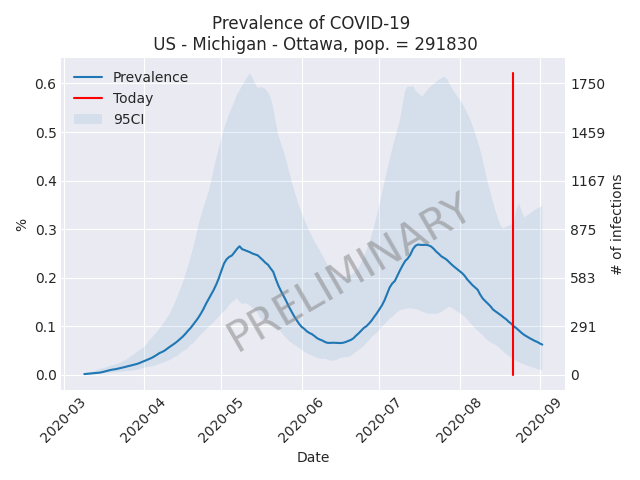 Prevalence of COVID-19
US - Michigan - Ottawa, pop. = 291830
Prevalence
Today
95CI
0.6
0.5
0.4
0.3
0.2
0.1
0.0
%
1750
1459
1167
875
583
291
0
# of infections
PRELIMINARY
2020-03
2020-04
2020-05
2020-06
2020-07
2020-08
2020-09
Date